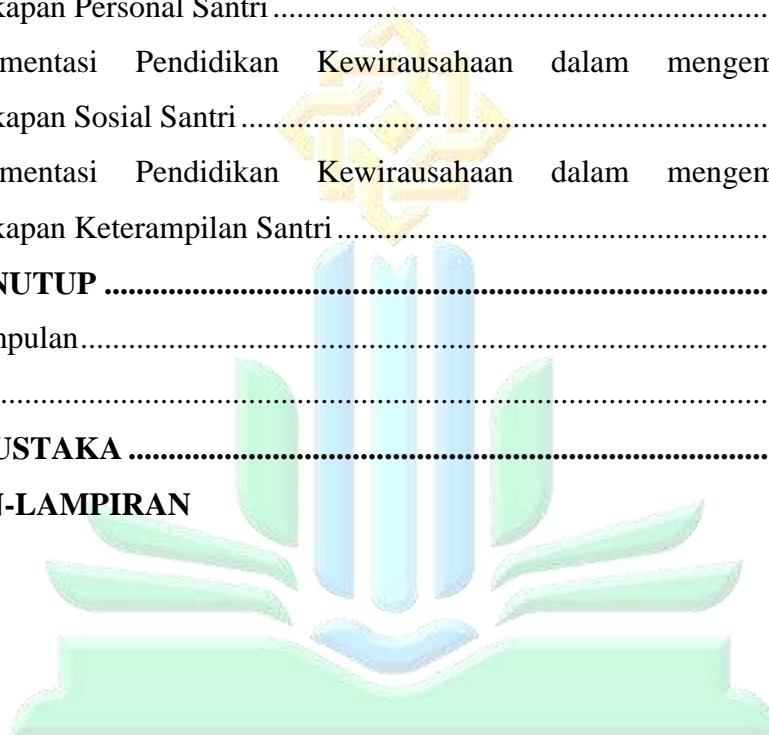 kapan Personal Santri ........................................................................
mentasi Pendidikan Kewirausahaan dalam mengem
kapan Sosial Santri ............................................................................
mentasi Pendidikan Kewirausahaan dalam mengem
kapan Keterampilan Santri ................................................................
NUTUP ...................................................................................
npulan ............................................................................................
........................................................................................................
USTAKA ................................................................................
N-LAMPIRAN